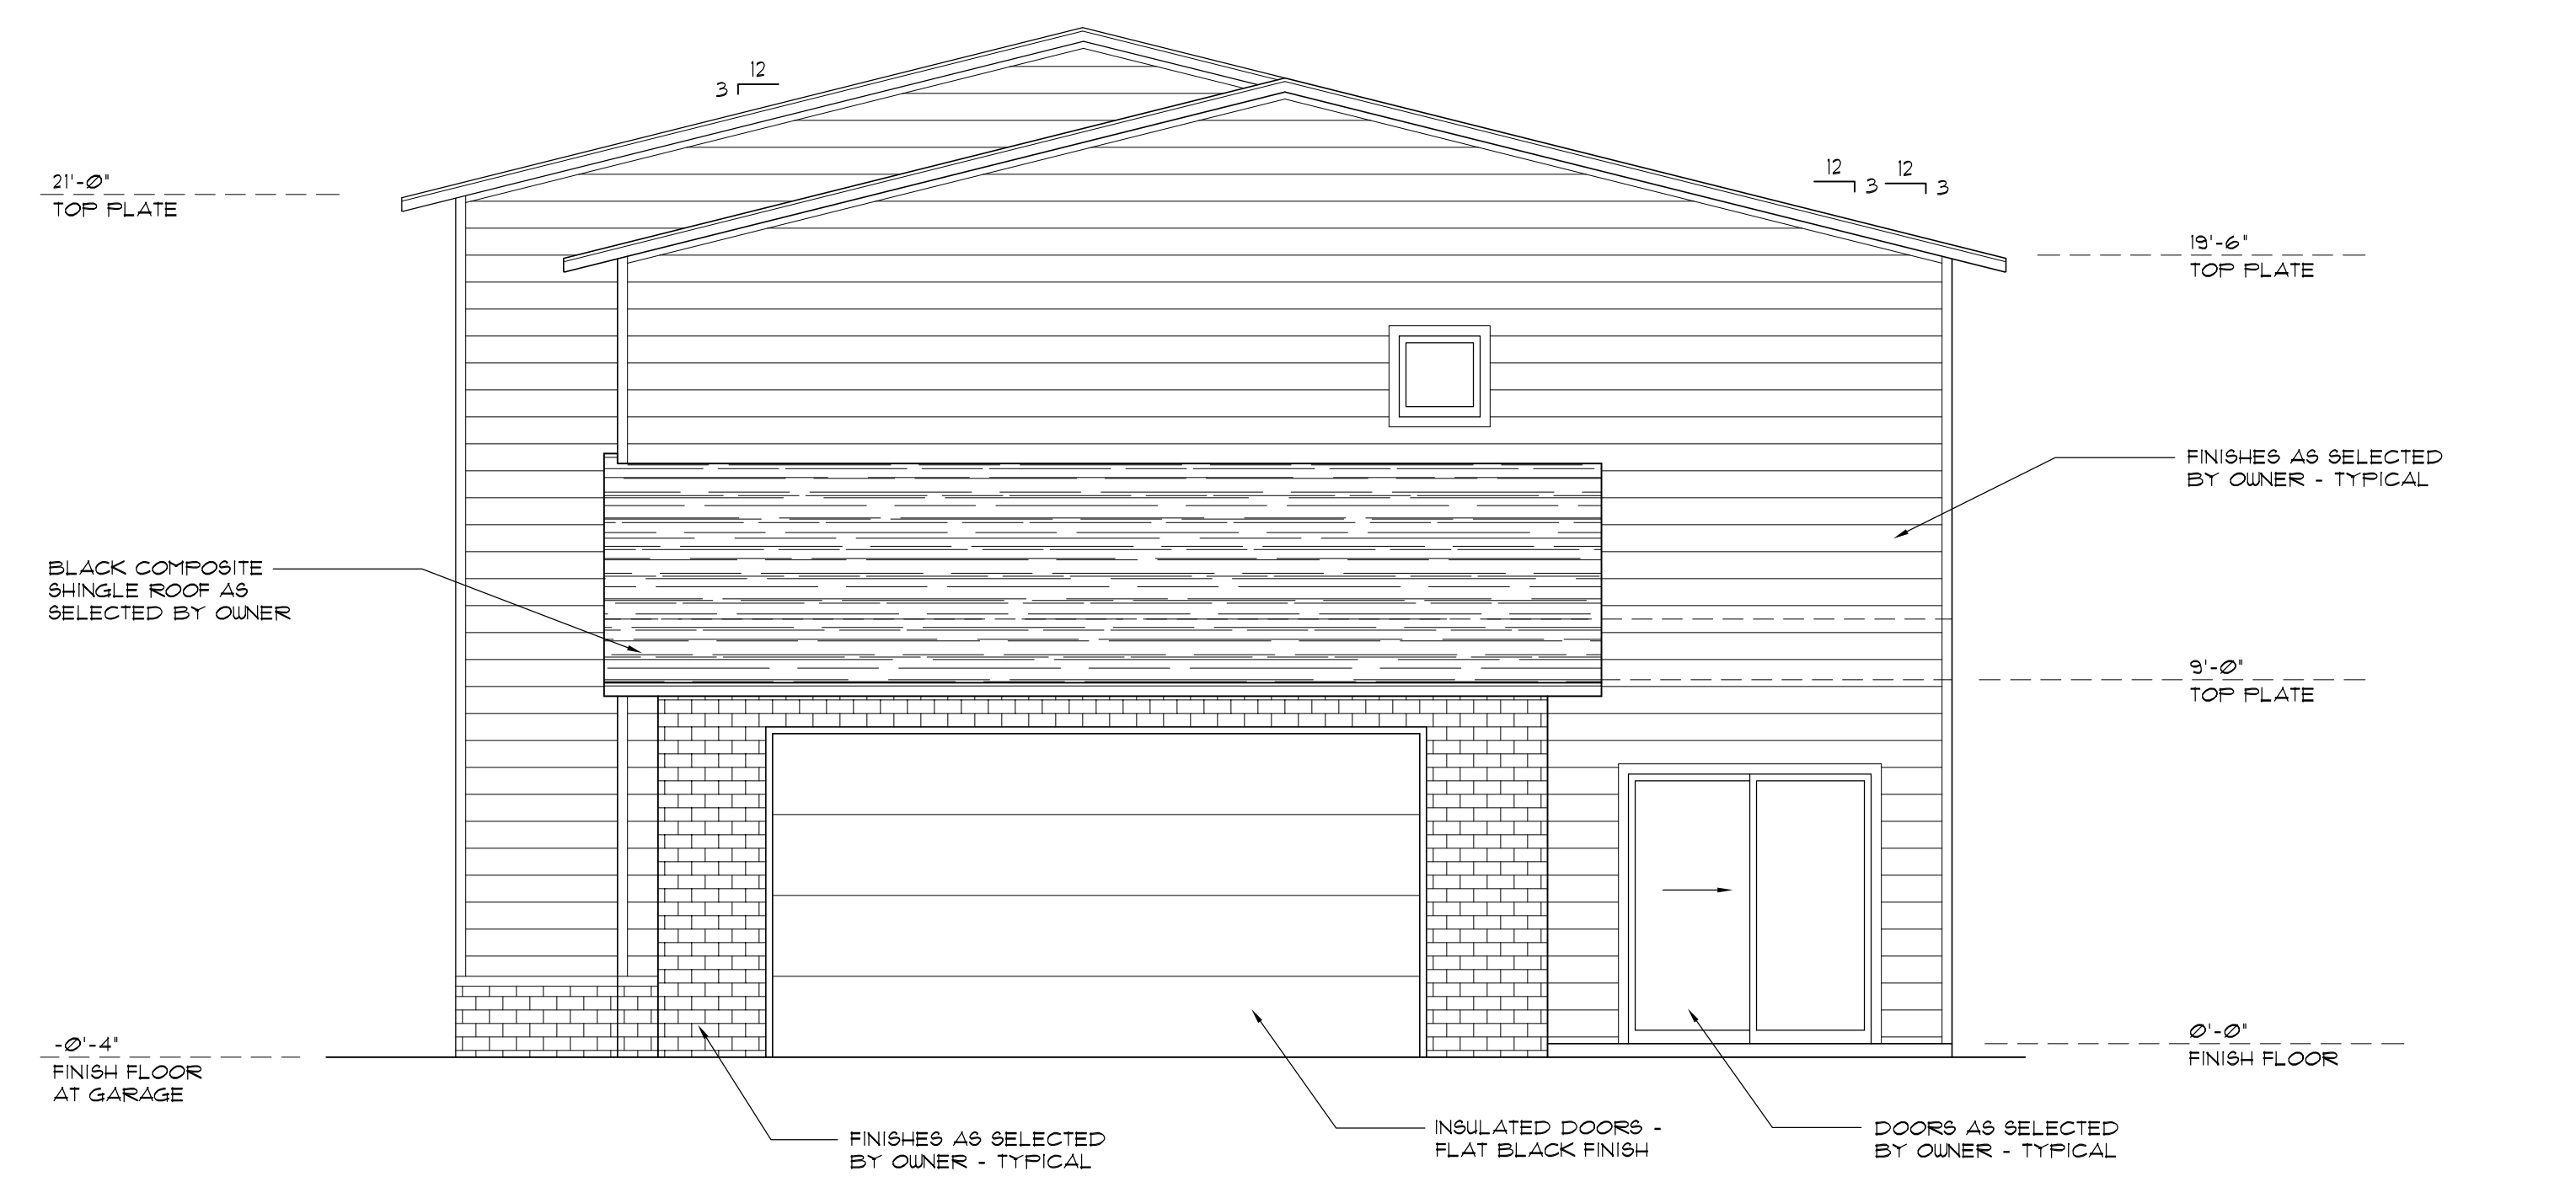 12
3
12
3
12
3
21'-0"
TOP PLATE
19'-6"
TOP PLATE
FINISHES AS SELECTED
BY OWNER - TYPICAL
BLACK COMPOSITE
SHINGLE ROOF AS
SELECTED BY OWNER
9'-0"
TOP PLATE
-0'-4"
FINISH FLOOR
AT GARAGE
0'-0"
FINISH FLOOR
FINISHES AS SELECTED
BY OWNER - TYPICAL
INSULATED DOORS -
FLAT BLACK FINISH
DOORS AS SELECTED
BY OWNER - TYPICAL